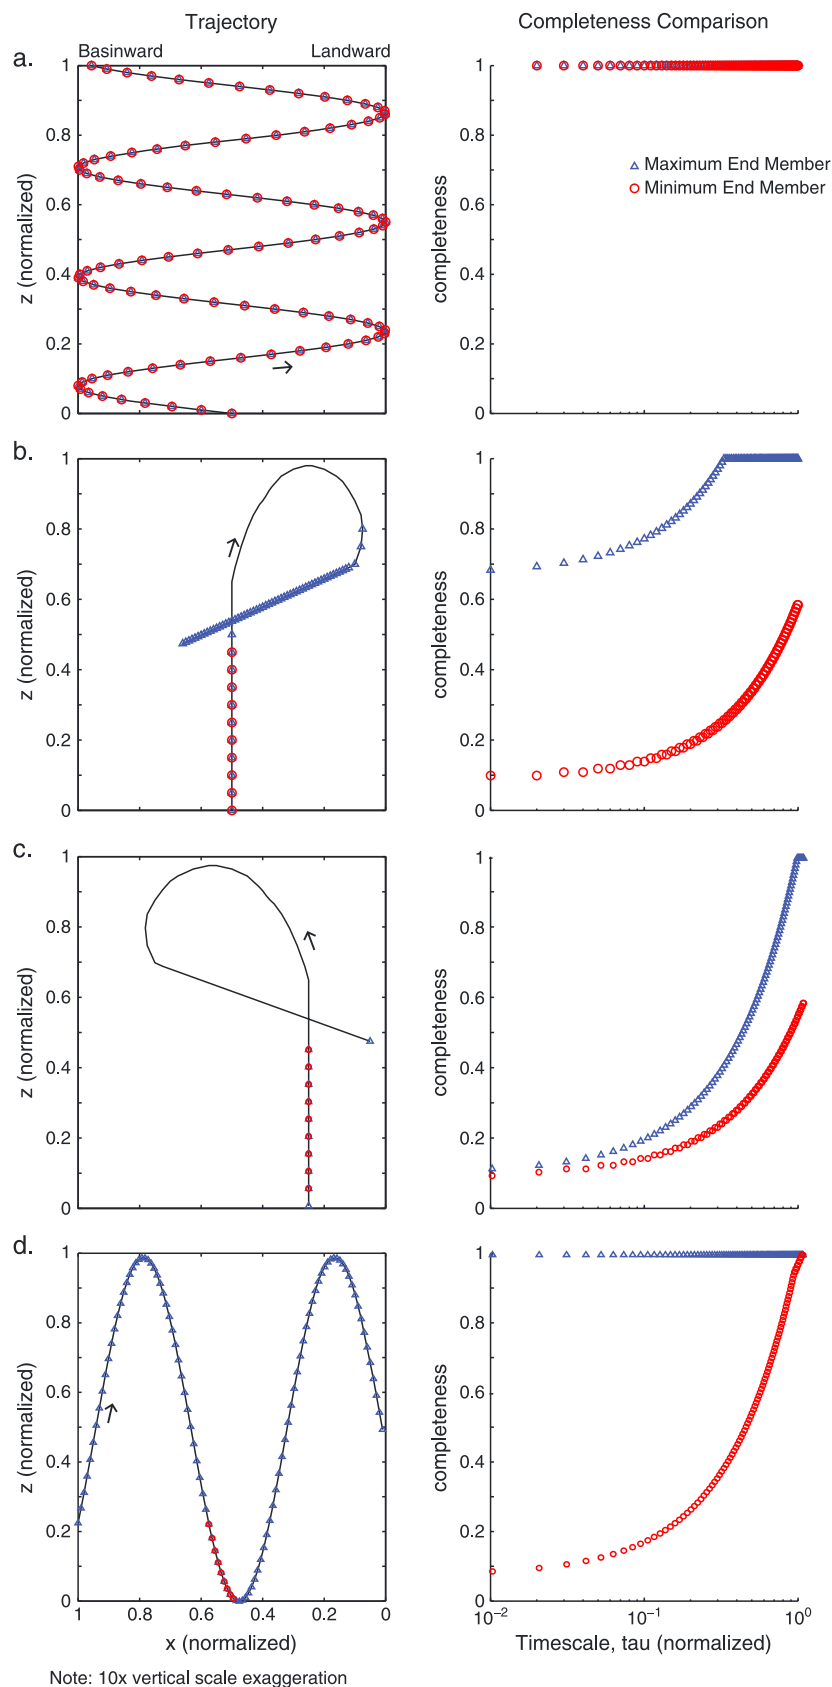 Trajectory
Completeness Comparison
a.
Basinward
Landward
1
0.8
0.6
0.4
0.2
0
z (normalized)
1
0.8
0.6
0.4
0.2
0
completeness
Maximum End Member
Minimum End Member
b.
1
0.8
0.6
0.4
0.2
0
z (normalized)
1
0.8
0.6
0.4
0.2
0
completeness
c.
1
0.8
0.6
0.4
0.2
0
z (normalized)
1
0.8
0.6
0.4
0.2
0
completeness
d.
1
0.8
0.6
0.4
0.2
0
z (normalized)
1 0.8 0.6 0.4 0.2 0
x (normalized)
1
0.8
0.6
0.4
0.2
0
completeness
10⁻² 10⁻¹ 10⁰
Timescale, tau (normalized)
Note: 10x vertical scale exaggeration